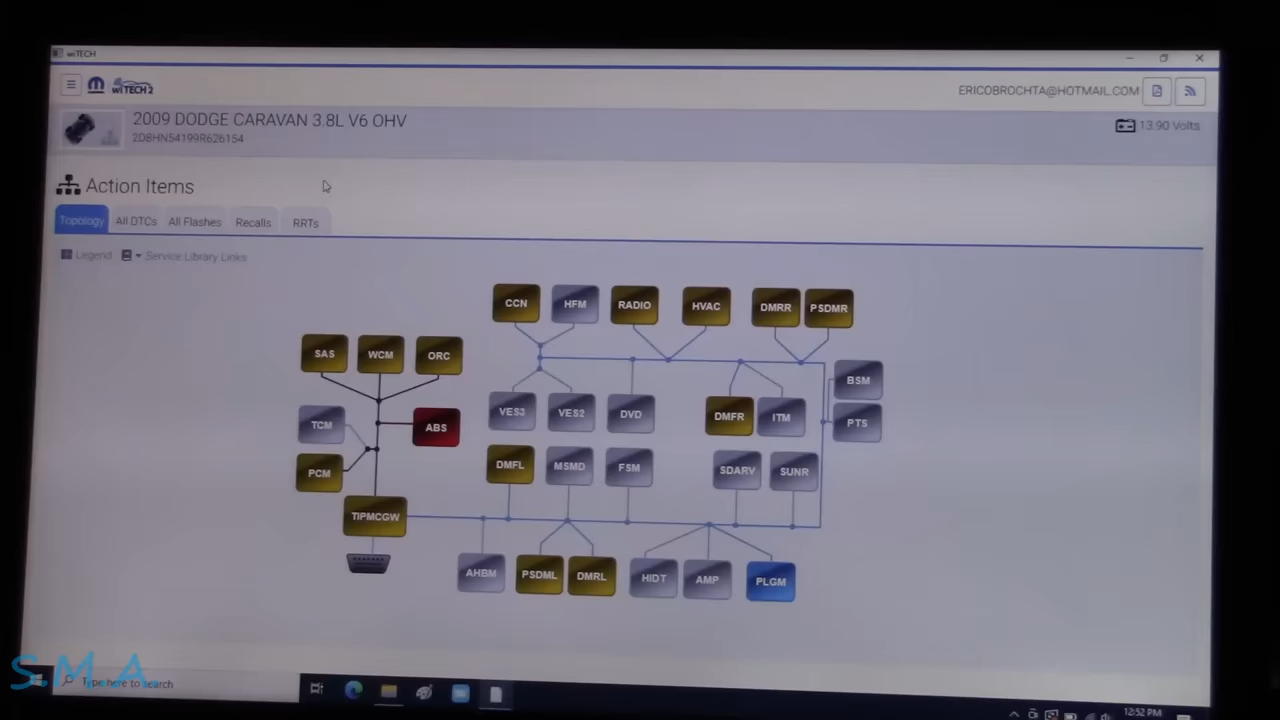 wiTECH
wiTECH 2
ERICOBROCHTA@HOTMAIL.COM
2009 DODGE CARAVAN 3.8L V6 OHV
2D8HN54199R626154
13.90 Volts
Action Items
Topology All DTCs All Flashes Recalls RRTs
Legend Service Library Links
CCN HFM RADIO HVAC DMRR PSDMR
SAS WCM ORC
BSM
VES3 VES2 DVD DMFR ITM PTS
TCM ABS
PCM DMFL MSMD FSM SDARV SUNR
TIPMCGW
AHBM PSDML DMRL HIDT AMP PLGM
S.M.A.
Type here to search
12:52 PM